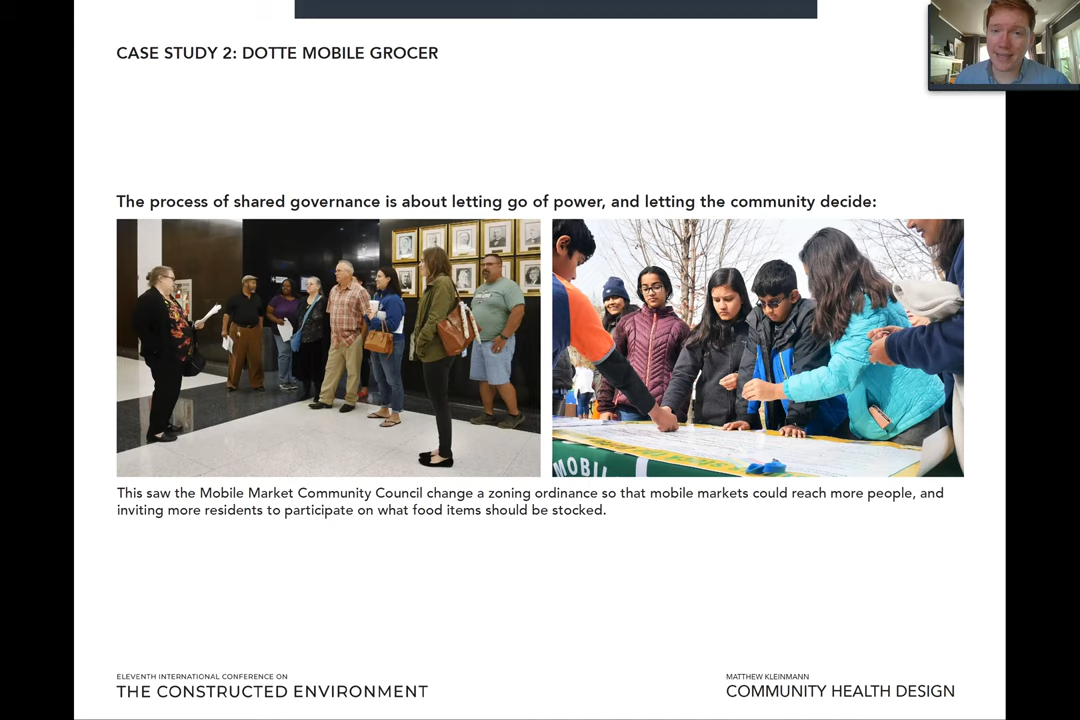 CASE STUDY 2: DOTTE MOBILE GROCER
The process of shared governance is about letting go of power, and letting the community decide:
MOBIL
This saw the Mobile Market Community Council change a zoning ordinance so that mobile markets could reach more people, and
inviting more residents to participate on what food items should be stocked.
ELEVENTH INTERNATIONAL CONFERENCE ON
THE CONSTRUCTED ENVIRONMENT
MATTHEW KLEINMANN
COMMUNITY HEALTH DESIGN